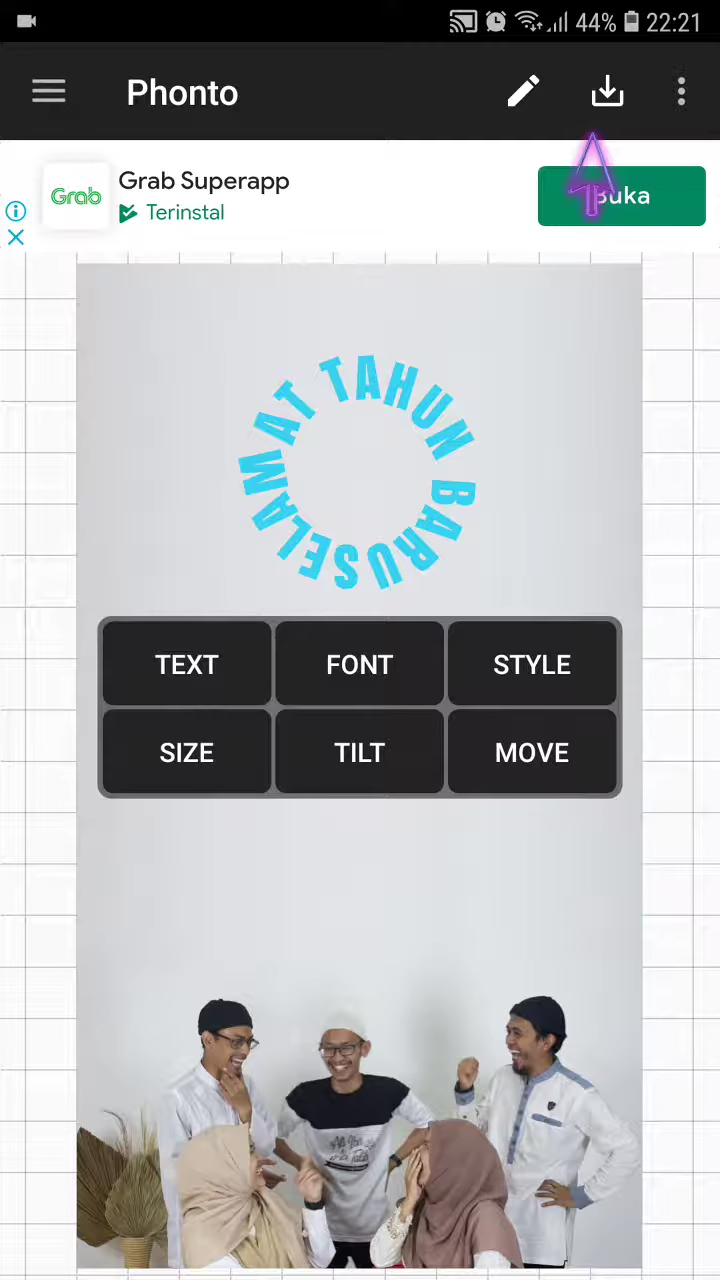 44% 22:21
Phonto
Grab
Grab Superapp
Terinstal
Buka
SELAMAT TAHUN BARU
TEXT FONT STYLE
SIZE TILT MOVE